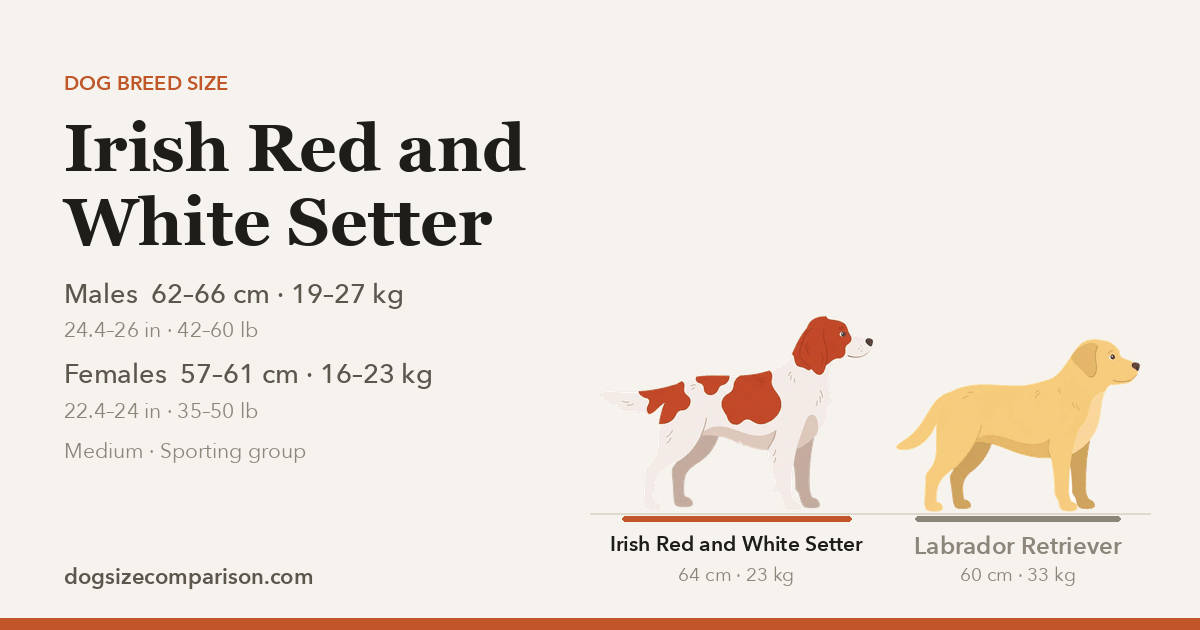 DOG BREED SIZE
Irish Red and
White Setter
Males 62–66 cm · 19–27 kg
24.4–26 in · 42–60 lb
Females 57–61 cm · 16–23 kg
22.4–24 in · 35–50 lb
Medium · Sporting group
dogsizecomparison.com
Irish Red and White Setter
64 cm · 23 kg
Labrador Retriever
60 cm · 33 kg